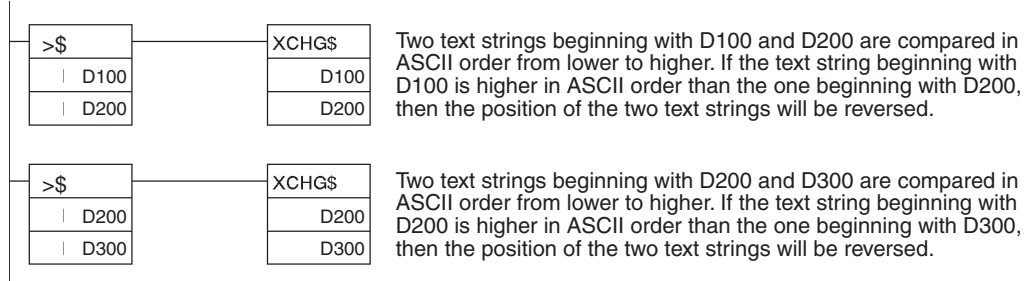 >$ XCHG$ Two text strings beginning with D100 and D200 are compared in
ASCII order from lower to higher. If the text string beginning with
D100 D100 D100 is higher in ASCII order than the one beginning with D200,
D200 D200 then the position of the two text strings will be reversed.
>$ XCHG$ Two text strings beginning with D200 and D300 are compared in
ASCII order from lower to higher. If the text string beginning with
D200 D200 D200 is higher in ASCII order than the one beginning with D300,
D300 D300 then the position of the two text strings will be reversed.